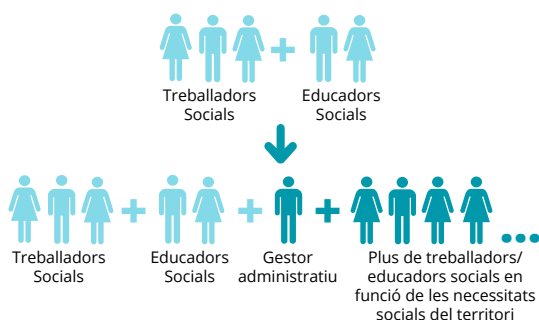 Treballadors
Socials
Educadors
Socials
Treballadors
Socials
Educadors
Socials
Gestor
administratiu
Plus de treballadors/
educadors socials en
funció de les necessitats
socials del territori